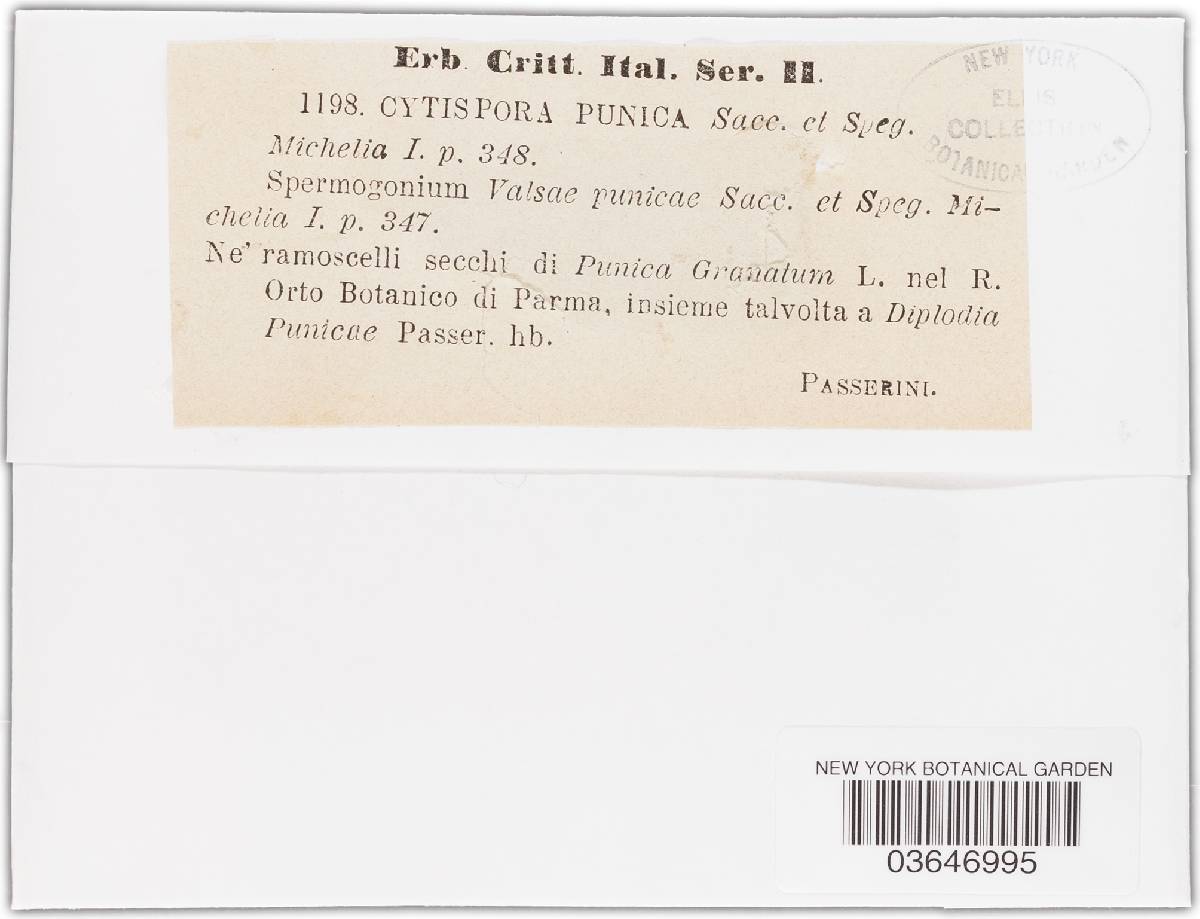 Erb. Critt. Ital. Ser. II.
1198. CYTISPORA PUNICA Sacc. et Speg.
Michelia I. p. 348.
Spermogonium Valsae punicae Sacc. et Speg. Mi-
chelia I. p. 347.
Ne' ramoscelli secchi di Punica Granatum L. nel R.
Orto Botanico di Parma, insieme talvolta a Diplodia
Punicae Passer. hb.
PASSERINI.
NEW YORK
ELLIS
COLLECTION
BOTANICAL GARDEN
NEW YORK BOTANICAL GARDEN
03646995